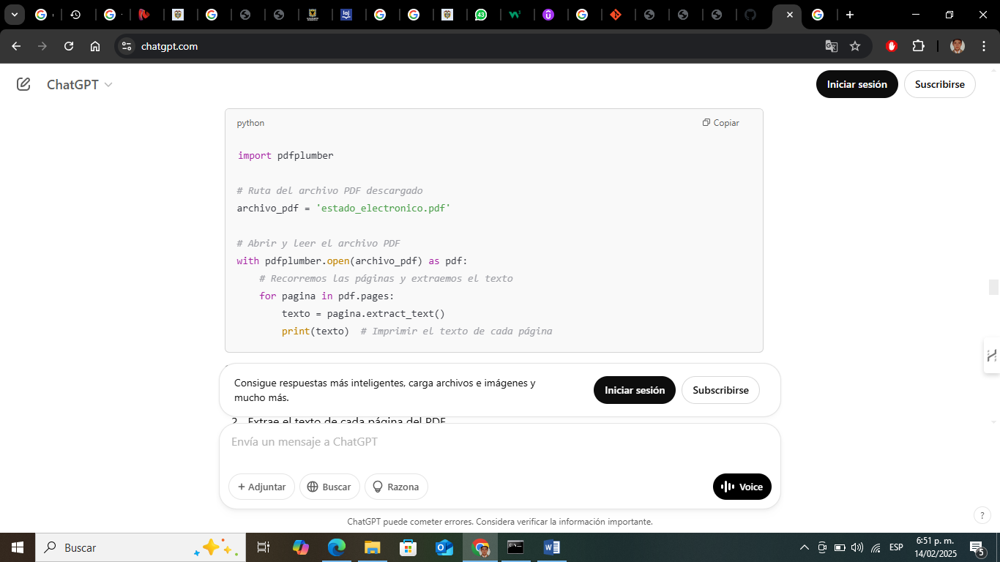 43
chatgpt.com
ChatGPT
Iniciar sesión
Suscribirse
python
Copiar
import pdfplumber
# Ruta del archivo PDF descargado
archivo_pdf = 'estado_electronico.pdf'
# Abrir y leer el archivo PDF
with pdfplumber.open(archivo_pdf) as pdf:
    # Recorremos las páginas y extraemos el texto
    for pagina in pdf.pages:
        texto = pagina.extract_text()
        print(texto)  # Imprimir el texto de cada página
Consigue respuestas más inteligentes, carga archivos e imágenes y
mucho más.
Iniciar sesión
Subscribirse
2. Extrae el texto de cada página del PDF
Envía un mensaje a ChatGPT
+ Adjuntar
Buscar
Razona
Voice
ChatGPT puede cometer errores. Considera verificar la información importante.
?
Buscar
ESP
6:51 p. m.
14/02/2025
5